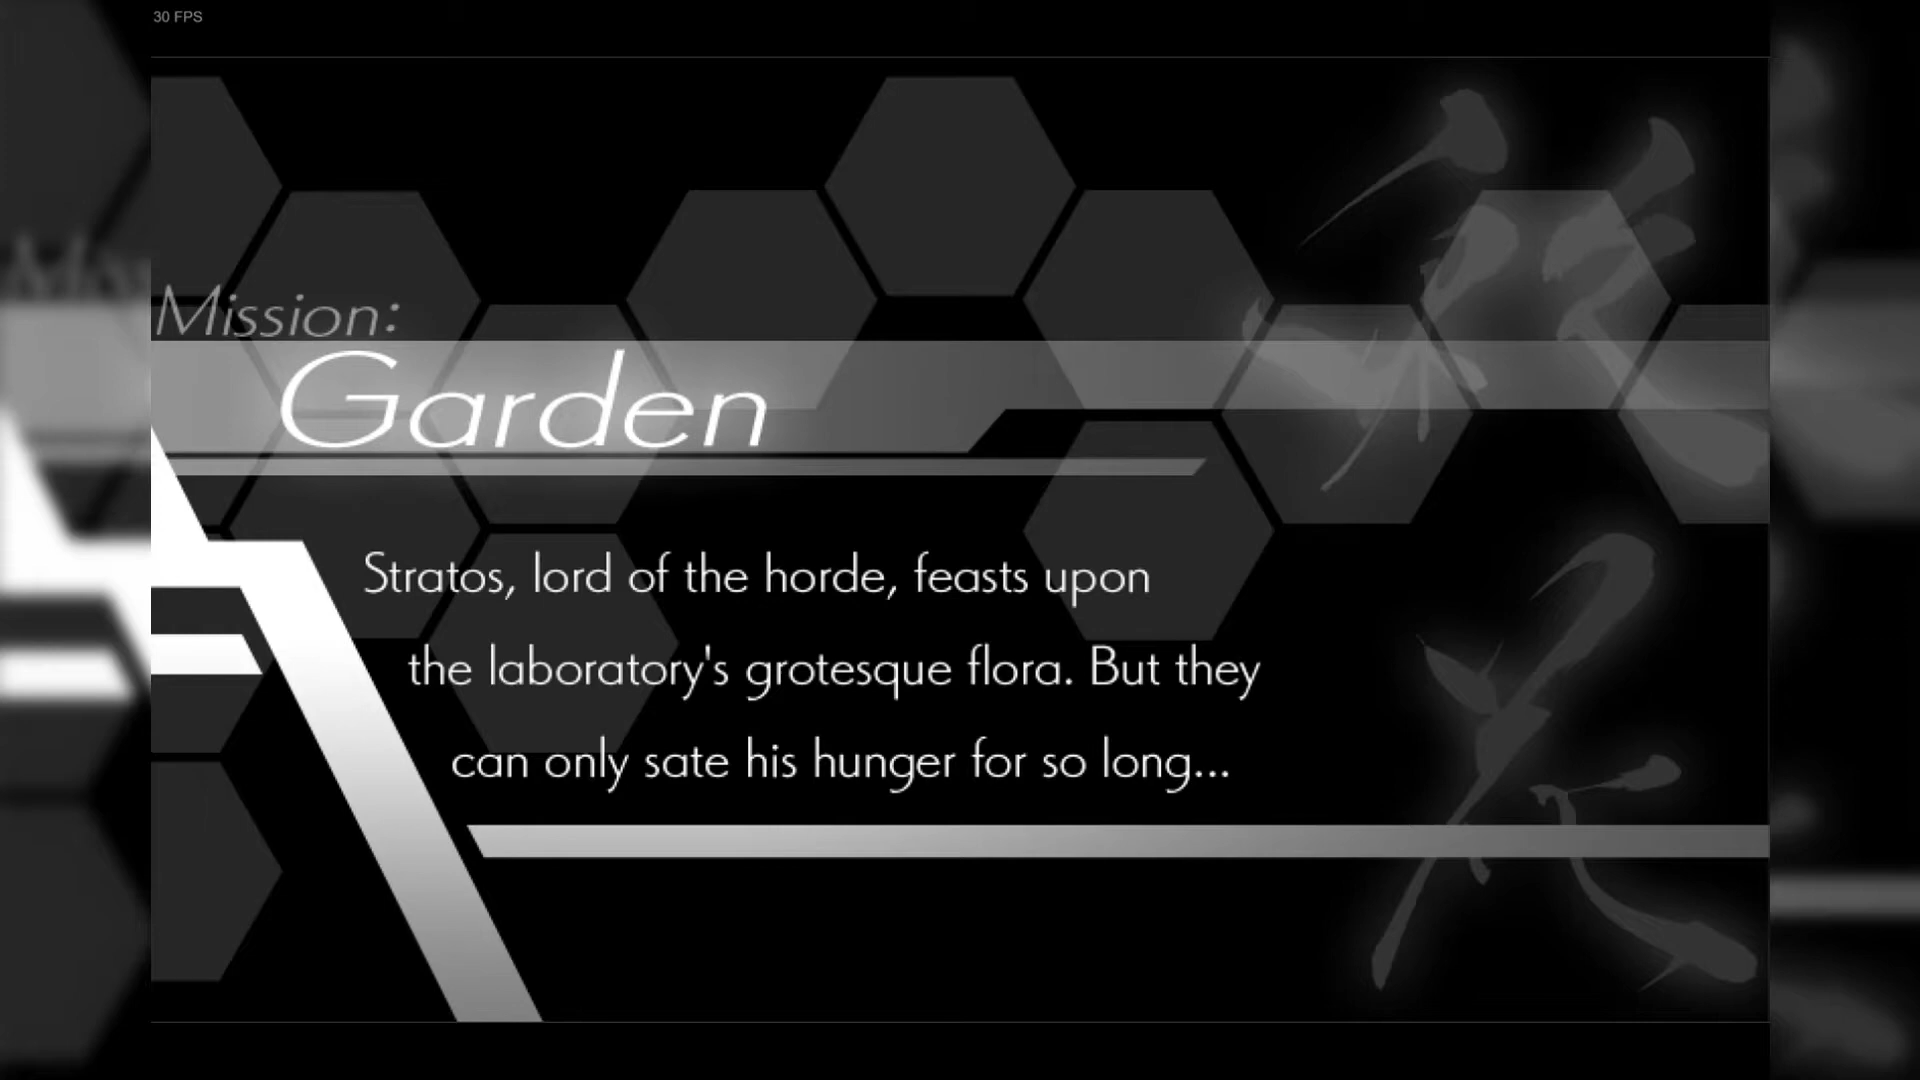 30 FPS
Mission:
Garden
Stratos, lord of the horde, feasts upon
the laboratory's grotesque flora. But they
can only sate his hunger for so long...